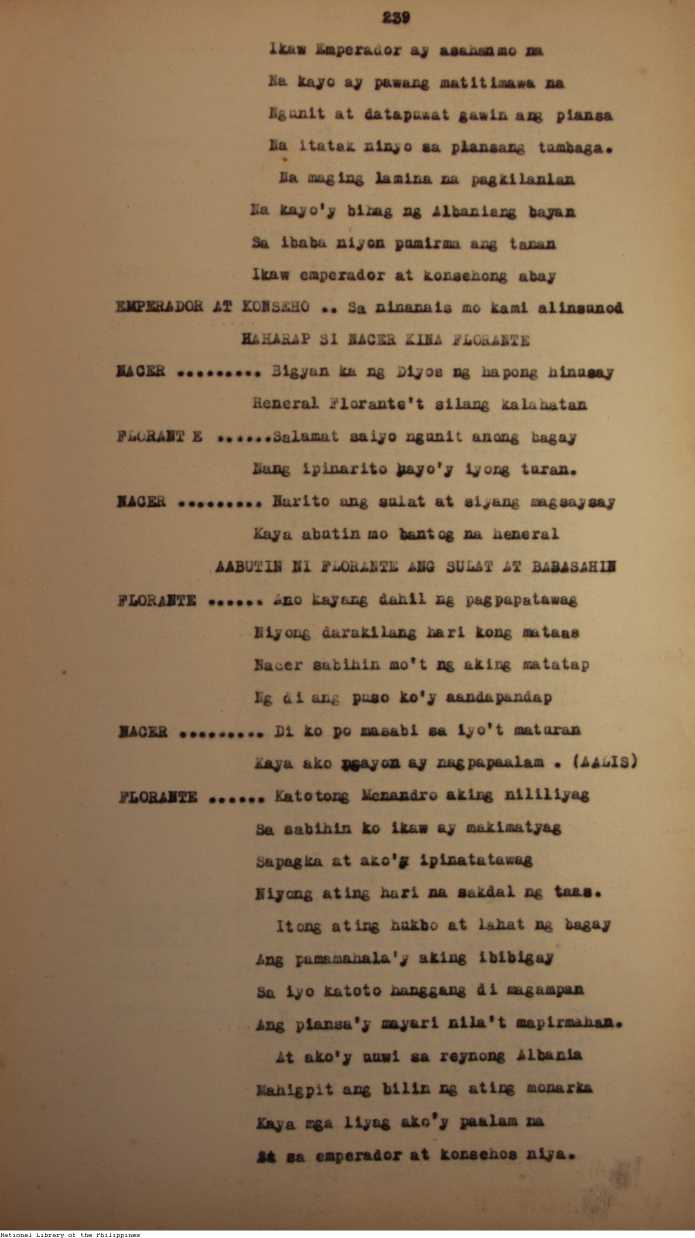 239
Ikaw Emperador ay asahanmo na
Na kayo ay pawang matitimawa na
Ngunit at datapuwat gawin ang piansa
Na itatak ninyo sa plansang tumbaga.
Na maging lamina na pagkilanlan
Na kayo'y bihag ng Albaniang bayan
Sa ibaba niyon pumirma ang tanan
Ikaw emperador at konsehong abay
EMPERADOR AT KONSEHO .. Sa ninanais mo kami alinsunod
HAHARAP SI NACER KINA FLORANTE
NACER ......... Bigyan ka ng Diyos ng hapong hinusay
Heneral Florante't silang kalahatan
FLORANT E ......Salamat saiyo ngunit anong bagay
Nang ipinarito hayo'y iyong turan.
NACER ......... Narito ang sulat at siyang magsaysay
Kaya abutin mo bantog na heneral
AABUTIN NI FLORANTE ANG SULAT AT BABASAHIN
FLORANTE ...... Ano kayang dahil ng pagpapatawag
Niyong darakilang hari kong mataas
Nacer sabihin mo't ng aking matatap
Ng di ang puso ko'y aandapandap
NACER ......... Di ko po masabi sa iyo't maturan
Kaya ako ngayon ay nagpapaalam . (AALIS)
FLORANTE ...... Katotong Menandro aking nililiyag
Sa sabihin ko ikaw ay makimatyag
Sapagka at ako'y ipinatatawag
Niyong ating hari na sakdal ng taas.
Itong ating hukbo at lahat ng bagay
Ang pamamahala'y aking ibibigay
Sa iyo katoto hanggang di magampan
Ang piansa'y mayari nila't mapirmahan.
At ako'y uuwi sa reynong Albania
Mahigpit ang bilin ng ating monarka
Kaya mga liyag ako'y paalam na
At sa emperador at konsehos niya.
National Library of the Philippines